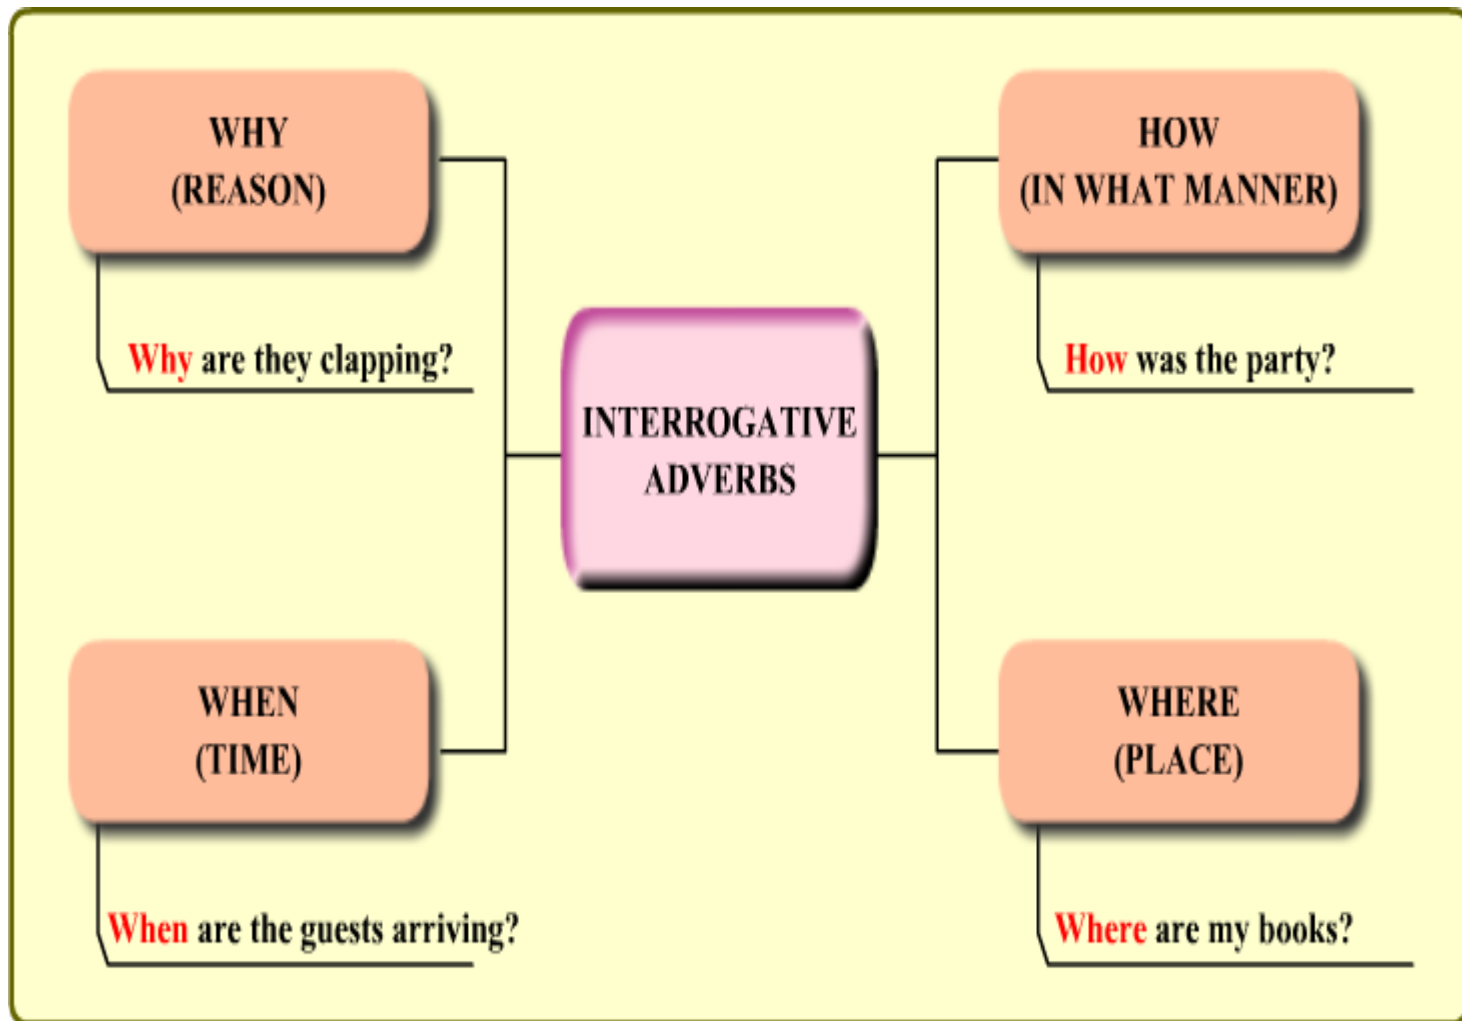 WHY
(REASON)
Why are they clapping?
HOW
(IN WHAT MANNER)
How was the party?
INTERROGATIVE
ADVERBS
WHEN
(TIME)
When are the guests arriving?
WHERE
(PLACE)
Where are my books?